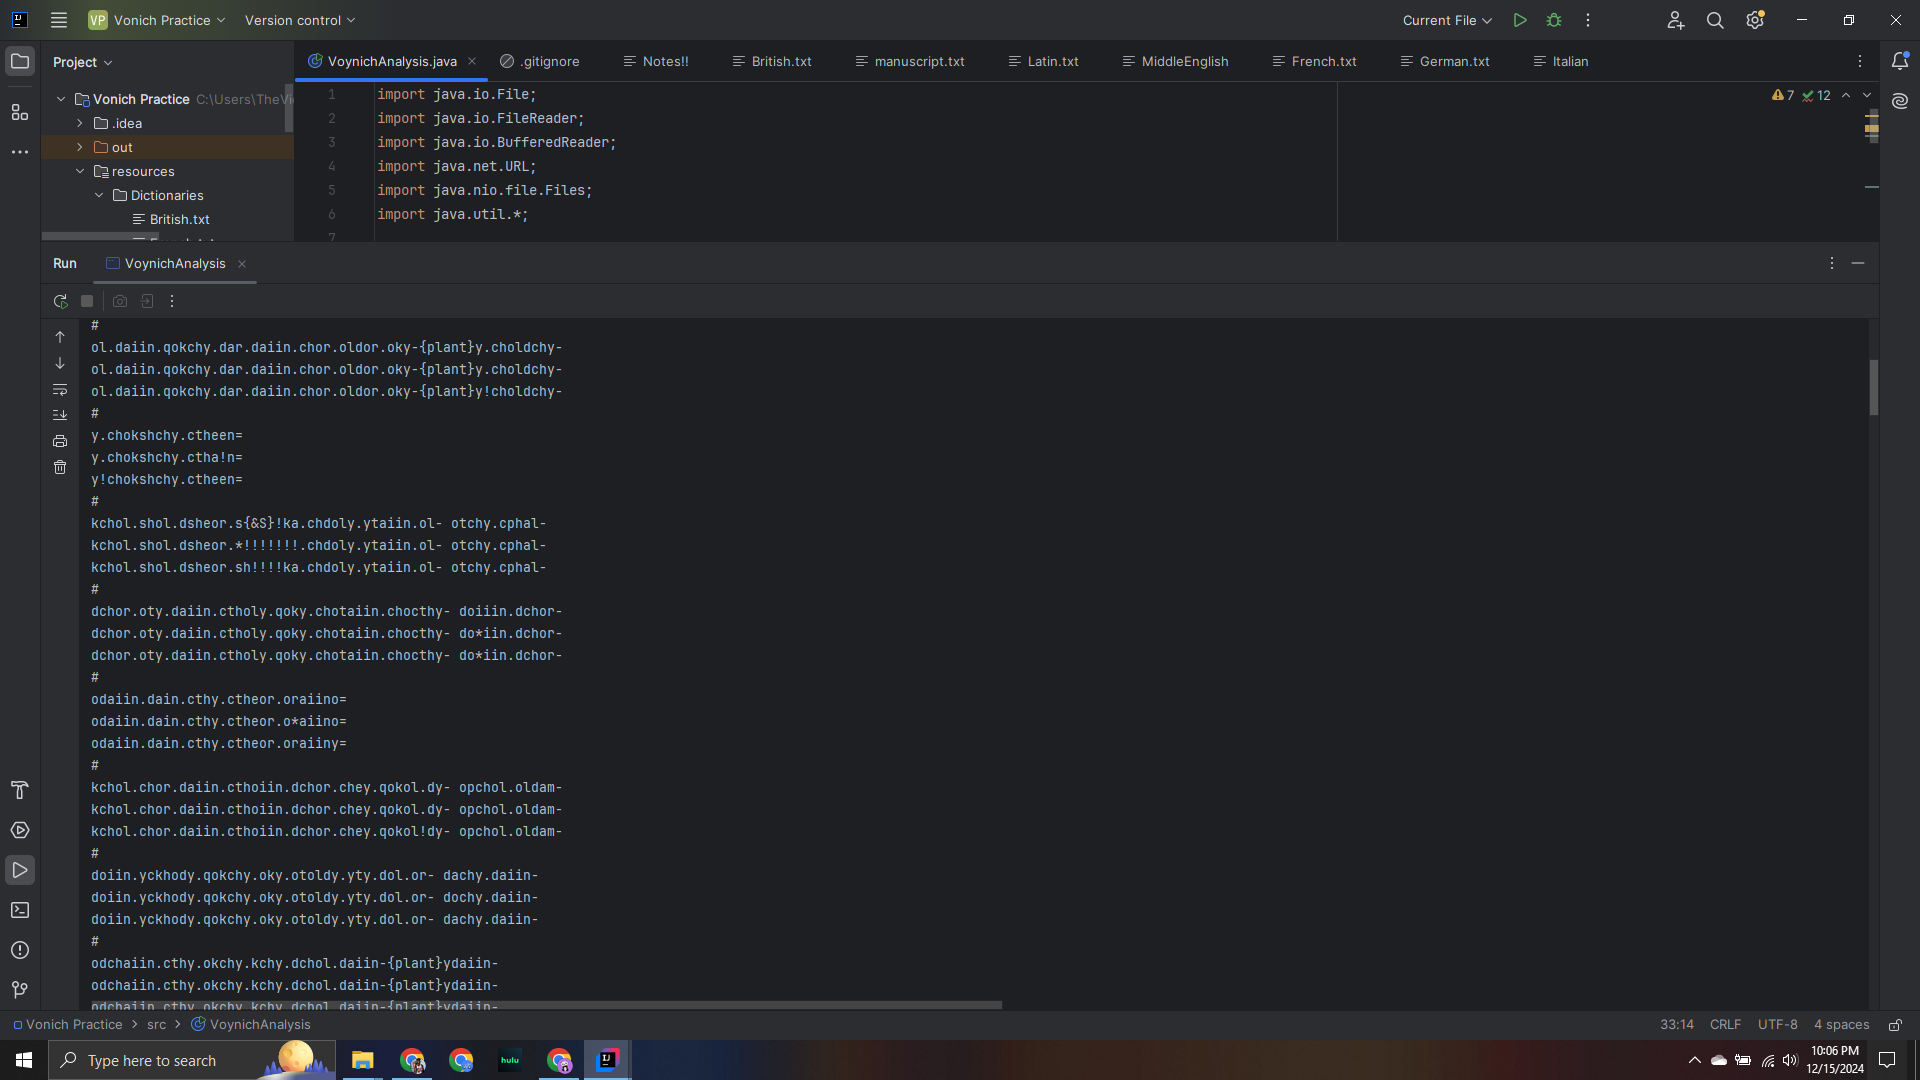 VP Vonich Practice Version control Current File
Project VoynichAnalysis.java .gitignore Notes!! British.txt manuscript.txt Latin.txt MiddleEnglish French.txt German.txt Italian
Vonich Practice C:\Users\TheVi
.idea
out
resources
Dictionaries
British.txt
1 import java.io.File;
2 import java.io.FileReader;
3 import java.io.BufferedReader;
4 import java.net.URL;
5 import java.nio.file.Files;
6 import java.util.*;
7
7 12
Run VoynichAnalysis
#
ol.daiin.qokchy.dar.daiin.chor.oldor.oky-{plant}y.choldchy-
ol.daiin.qokchy.dar.daiin.chor.oldor.oky-{plant}y.choldchy-
ol.daiin.qokchy.dar.daiin.chor.oldor.oky-{plant}y!choldchy-
#
y.chokshchy.ctheen=
y.chokshchy.ctha!n=
y!chokshchy.ctheen=
#
kchol.shol.dsheor.s{&S}!ka.chdoly.ytaiin.ol- otchy.cphal-
kchol.shol.dsheor.*!!!!!!!.chdoly.ytaiin.ol- otchy.cphal-
kchol.shol.dsheor.sh!!!!ka.chdoly.ytaiin.ol- otchy.cphal-
#
dchor.oty.daiin.ctholy.qoky.chotaiin.chocthy- doiiin.dchor-
dchor.oty.daiin.ctholy.qoky.chotaiin.chocthy- do*iin.dchor-
dchor.oty.daiin.ctholy.qoky.chotaiin.chocthy- do*iin.dchor-
#
odaiin.dain.cthy.ctheor.oraiino=
odaiin.dain.cthy.ctheor.o*aiino=
odaiin.dain.cthy.ctheor.oraiiny=
#
kchol.chor.daiin.cthoiin.dchor.chey.qokol.dy- opchol.oldam-
kchol.chor.daiin.cthoiin.dchor.chey.qokol.dy- opchol.oldam-
kchol.chor.daiin.cthoiin.dchor.chey.qokol!dy- opchol.oldam-
#
doiin.yckhody.qokchy.oky.otoldy.yty.dol.or- dachy.daiin-
doiin.yckhody.qokchy.oky.otoldy.yty.dol.or- dochy.daiin-
doiin.yckhody.qokchy.oky.otoldy.yty.dol.or- dachy.daiin-
#
odchaiin.cthy.okchy.kchy.dchol.daiin-{plant}ydaiin-
odchaiin.cthy.okchy.kchy.dchol.daiin-{plant}ydaiin-
odchaiin.cthy.okchy.kchy.dchol.daiin-{plant}ydaiin-
Vonich Practice > src > VoynichAnalysis 33:14 CRLF UTF-8 4 spaces
Type here to search hulu 10:06 PM
12/15/2024